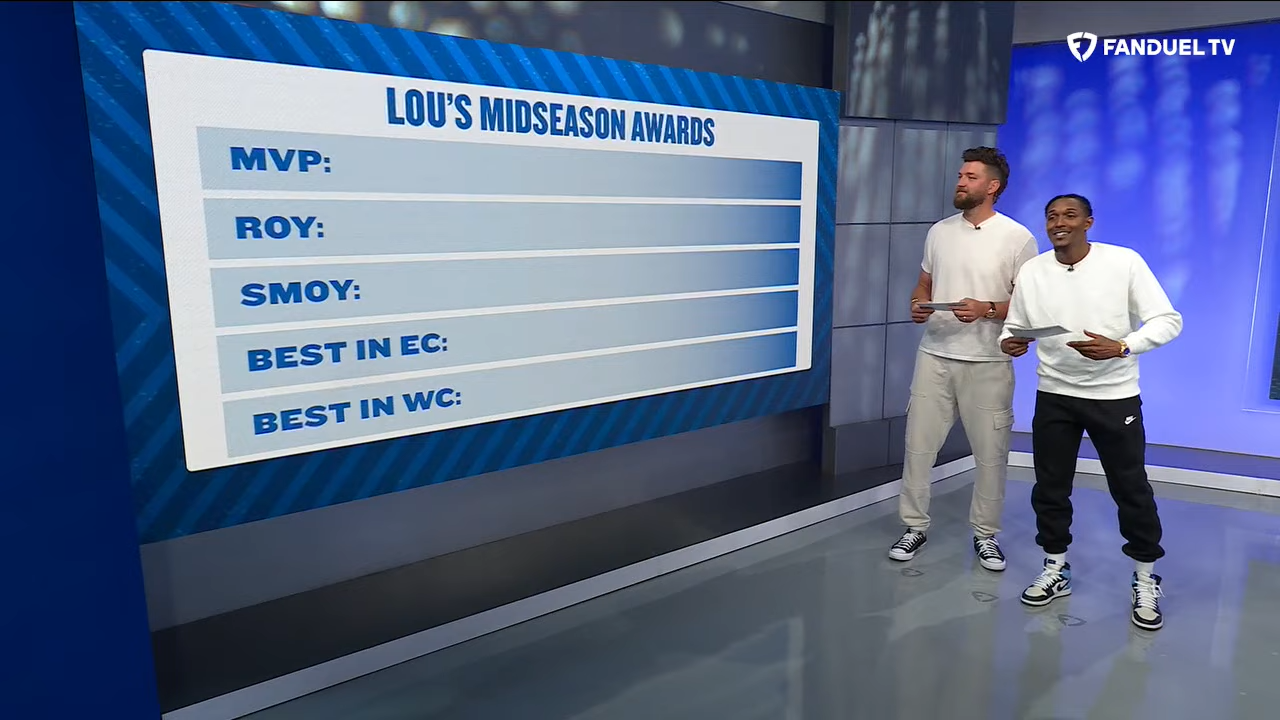 FANDUEL TV
LOU'S MIDSEASON AWARDS
MVP:
ROY:
SMOY:
BEST IN EC:
BEST IN WC: